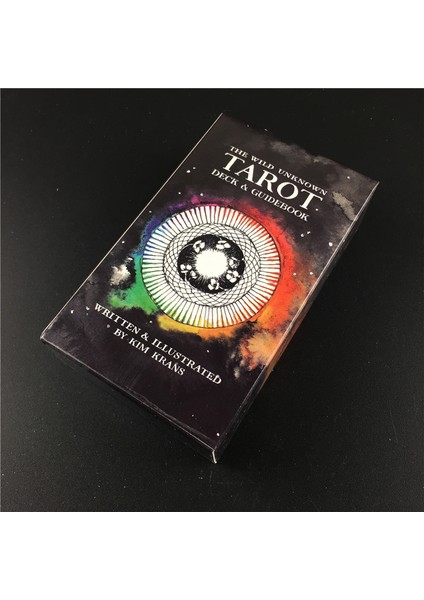 THE WILD UNKNOWN
TAROT
DECK & GUIDEBOOK
WRITTEN & ILLUSTRATED
BY KIM KRANS